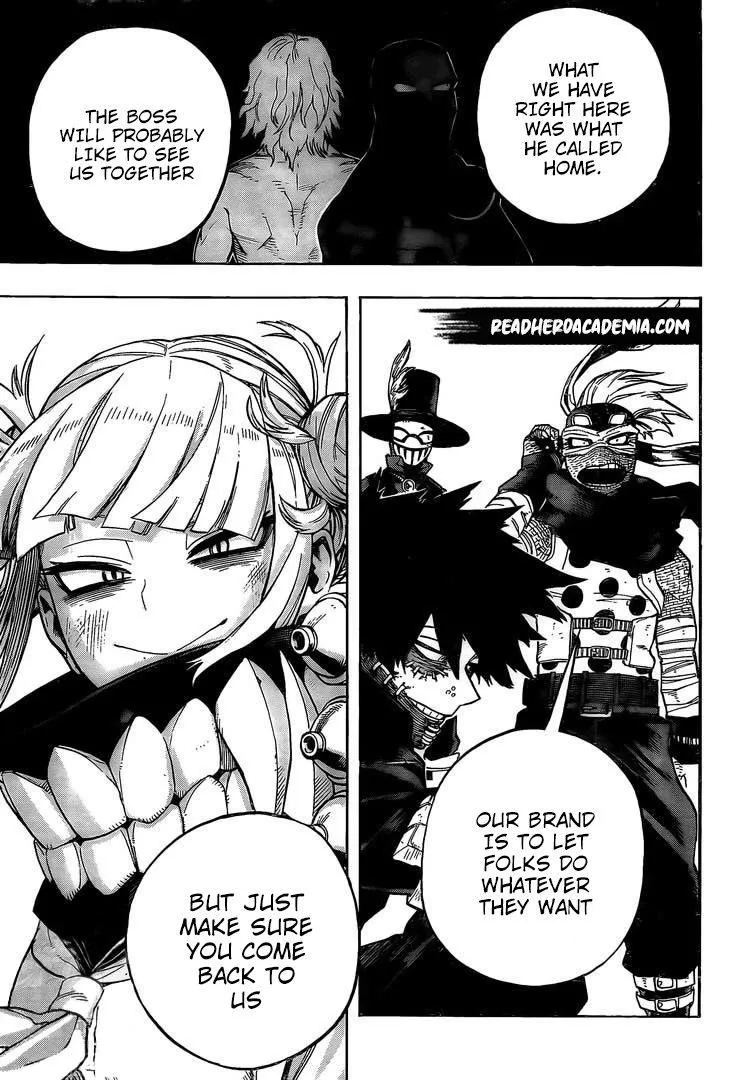 WHAT
WE HAVE
RIGHT HERE
WAS WHAT
HE CALLED
HOME.
THE BOSS
WILL PROBABLY
LIKE TO SEE
US TOGETHER
READHEROACADEMIA.COM
OUR BRAND
IS TO LET
FOLKS DO
WHATEVER
THEY WANT
BUT JUST
MAKE SURE
YOU COME
BACK TO
US